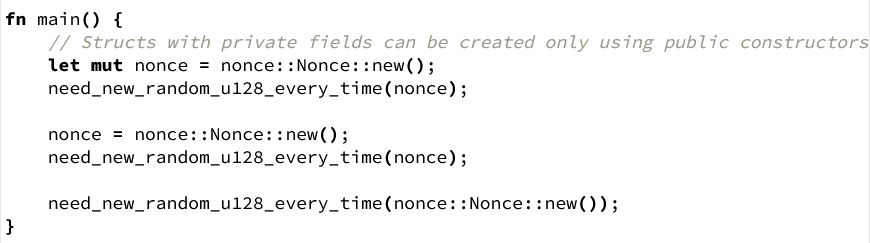 fn main() {
    // Structs with private fields can be created only using public constructors
    let mut nonce = nonce::Nonce::new();
    need_new_random_u128_every_time(nonce);

    nonce = nonce::Nonce::new();
    need_new_random_u128_every_time(nonce);

    need_new_random_u128_every_time(nonce::Nonce::new());
}